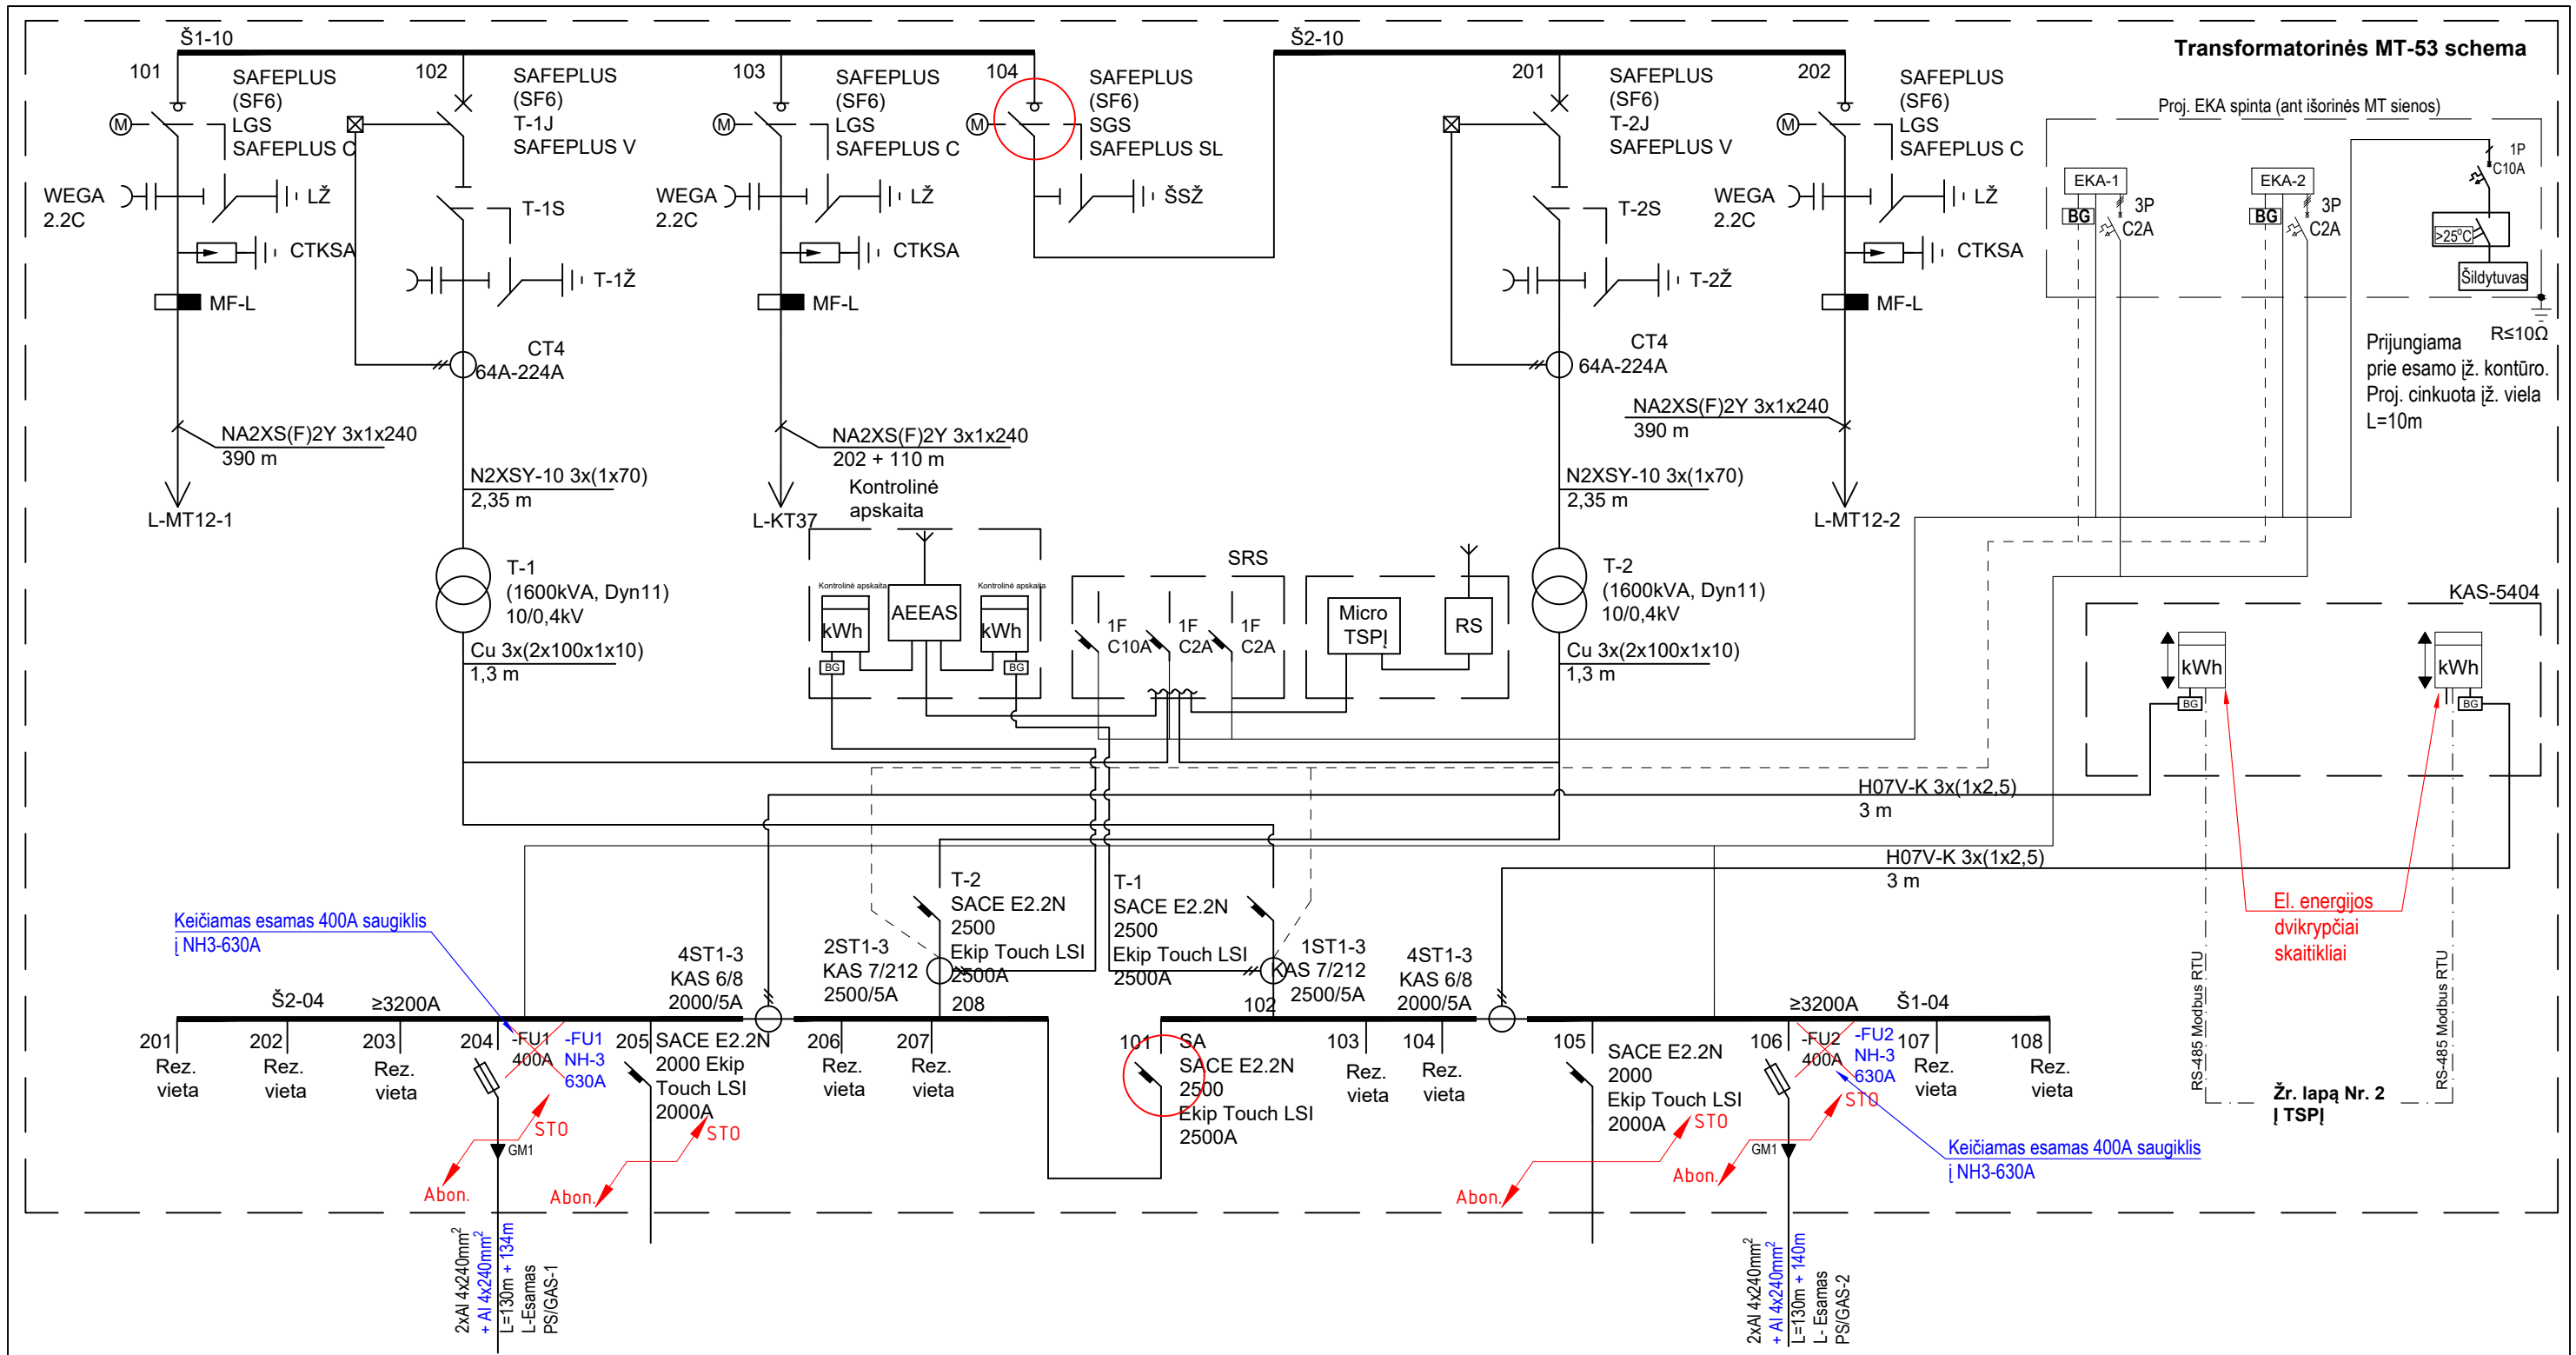 Transformatorinės MT-53 schema
Š1-10
Š2-10
101
SAFEPLUS
(SF6)
LGS
SAFEPLUS C
M
WEGA
2.2C
LŽ
CTKSA
MF-L
NA2XS(F)2Y 3x1x240
390 m
L-MT12-1
102
SAFEPLUS
(SF6)
T-1J
SAFEPLUS V
T-1S
T-1Ž
CT4
64A-224A
N2XSY-10 3x(1x70)
2,35 m
T-1
(1600kVA, Dyn11)
10/0,4kV
Cu 3x(2x100x1x10)
1,3 m
103
SAFEPLUS
(SF6)
LGS
SAFEPLUS C
M
WEGA
2.2C
LŽ
CTKSA
MF-L
NA2XS(F)2Y 3x1x240
202 + 110 m
L-KT37
104
SAFEPLUS
(SF6)
SGS
SAFEPLUS SL
M
ŠSŽ
201
SAFEPLUS
(SF6)
T-2J
SAFEPLUS V
T-2S
T-2Ž
CT4
64A-224A
N2XSY-10 3x(1x70)
2,35 m
T-2
(1600kVA, Dyn11)
10/0,4kV
Cu 3x(2x100x1x10)
1,3 m
202
SAFEPLUS
(SF6)
LGS
SAFEPLUS C
M
WEGA
2.2C
LŽ
CTKSA
MF-L
NA2XS(F)2Y 3x1x240
390 m
L-MT12-2
Proj. EKA spinta (ant išorinės MT sienos)
EKA-1
BG
3P
C2A
EKA-2
BG
3P
C2A
1P
C10A
>25°C
Šildytuvas
R≤10Ω
Prijungiama
prie esamo įž. kontūro.
Proj. cinkuota įž. viela
L=10m
Kontrolinė
apskaita
Kontrolinė apskaita
kWh
BG
AEEAS
Kontrolinė apskaita
kWh
BG
SRS
1F
C10A
1F
C2A
1F
C2A
Micro
TSPĮ
RS
KAS-5404
kWh
BG
kWh
BG
H07V-K 3x(1x2,5)
3 m
H07V-K 3x(1x2,5)
3 m
El. energijos
dvikrypčiai
skaitikliai
RS-485 Modbus RTU
RS-485 Modbus RTU
Žr. lapą Nr. 2
Į TSPĮ
Keičiamas esamas 400A saugiklis
į NH3-630A
Š2-04
≥3200A
4ST1-3
KAS 6/8
2000/5A
2ST1-3
KAS 7/212
2500/5A
T-2
SACE E2.2N
2500
Ekip Touch LSI
2500A
208
T-1
SACE E2.2N
2500
Ekip Touch LSI
2500A
102
1ST1-3
KAS 7/212
2500/5A
4ST1-3
KAS 6/8
2000/5A
≥3200A
Š1-04
201
Rez.
vieta
202
Rez.
vieta
203
Rez.
vieta
204
-FU1
400A
-FU1
NH-3
630A
STO
GM1
Abon.
205
SACE E2.2N
2000 Ekip
Touch LSI
2000A
STO
Abon.
206
Rez.
vieta
207
Rez.
vieta
101
SA
SACE E2.2N
2500
Ekip Touch LSI
2500A
103
Rez.
vieta
104
Rez.
vieta
105
SACE E2.2N
2000
Ekip Touch LSI
2000A
STO
Abon.
106
-FU2
400A
-FU2
NH-3
630A
STO
GM1
Abon.
107
Rez.
vieta
108
Rez.
vieta
Keičiamas esamas 400A saugiklis
į NH3-630A
2xAl 4x240mm²
+ Al 4x240mm²
L=130m + 134m
L-Esamas
PS/GAS-1
2xAl 4x240mm²
+ Al 4x240mm²
L=130m + 140m
L- Esamas
PS/GAS-2